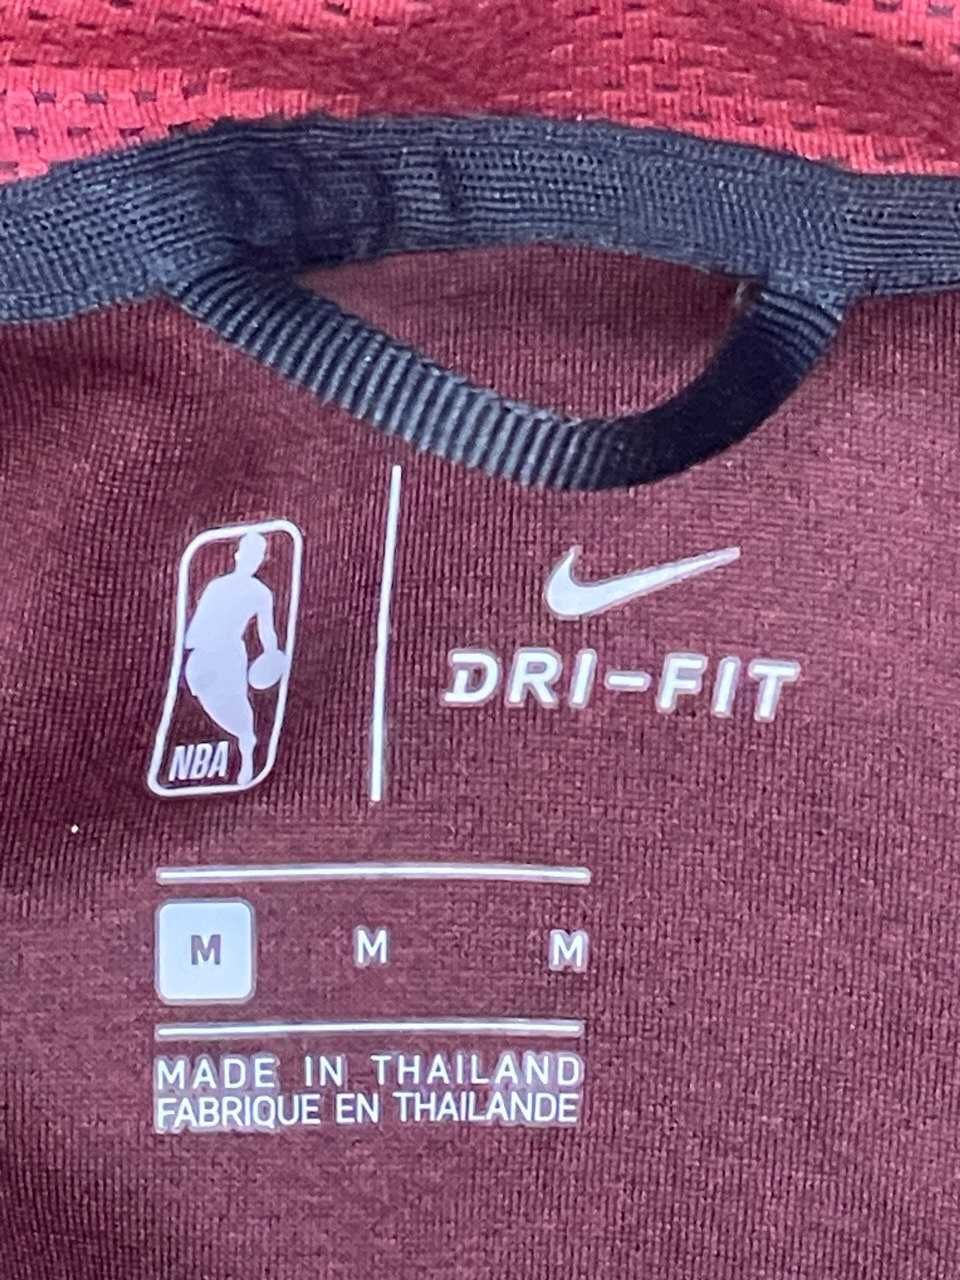 NBA
DRI-FIT
M M M
MADE IN THAILAND
FABRIQUE EN THAILANDE